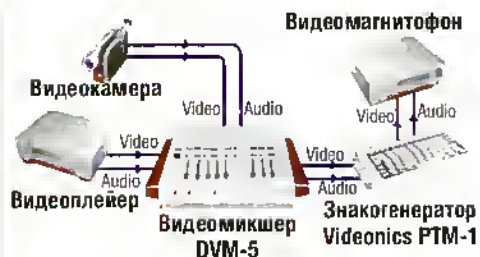 Видеомагнитофон
Видеокамера
Video Audio
Video Audio
Video
Audio
Видеоплейер
Video
Audio
Видеомикшер
DVM-5
Знакогенератор
Videonics PTM-1